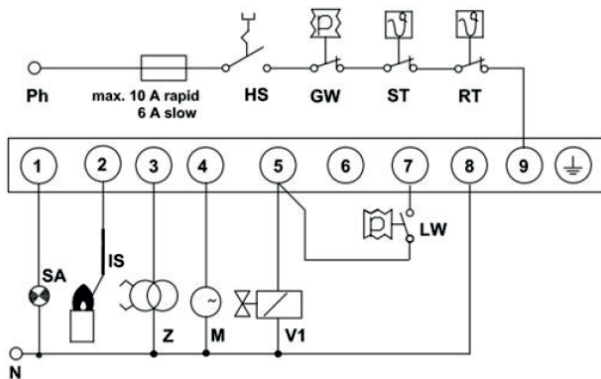 Ph
max. 10 A rapid
6 A slow
HS
GW
ST
RT
1 2 3 4 5 6 7 8 9
LW
SA
IS
Z
M
V1
N